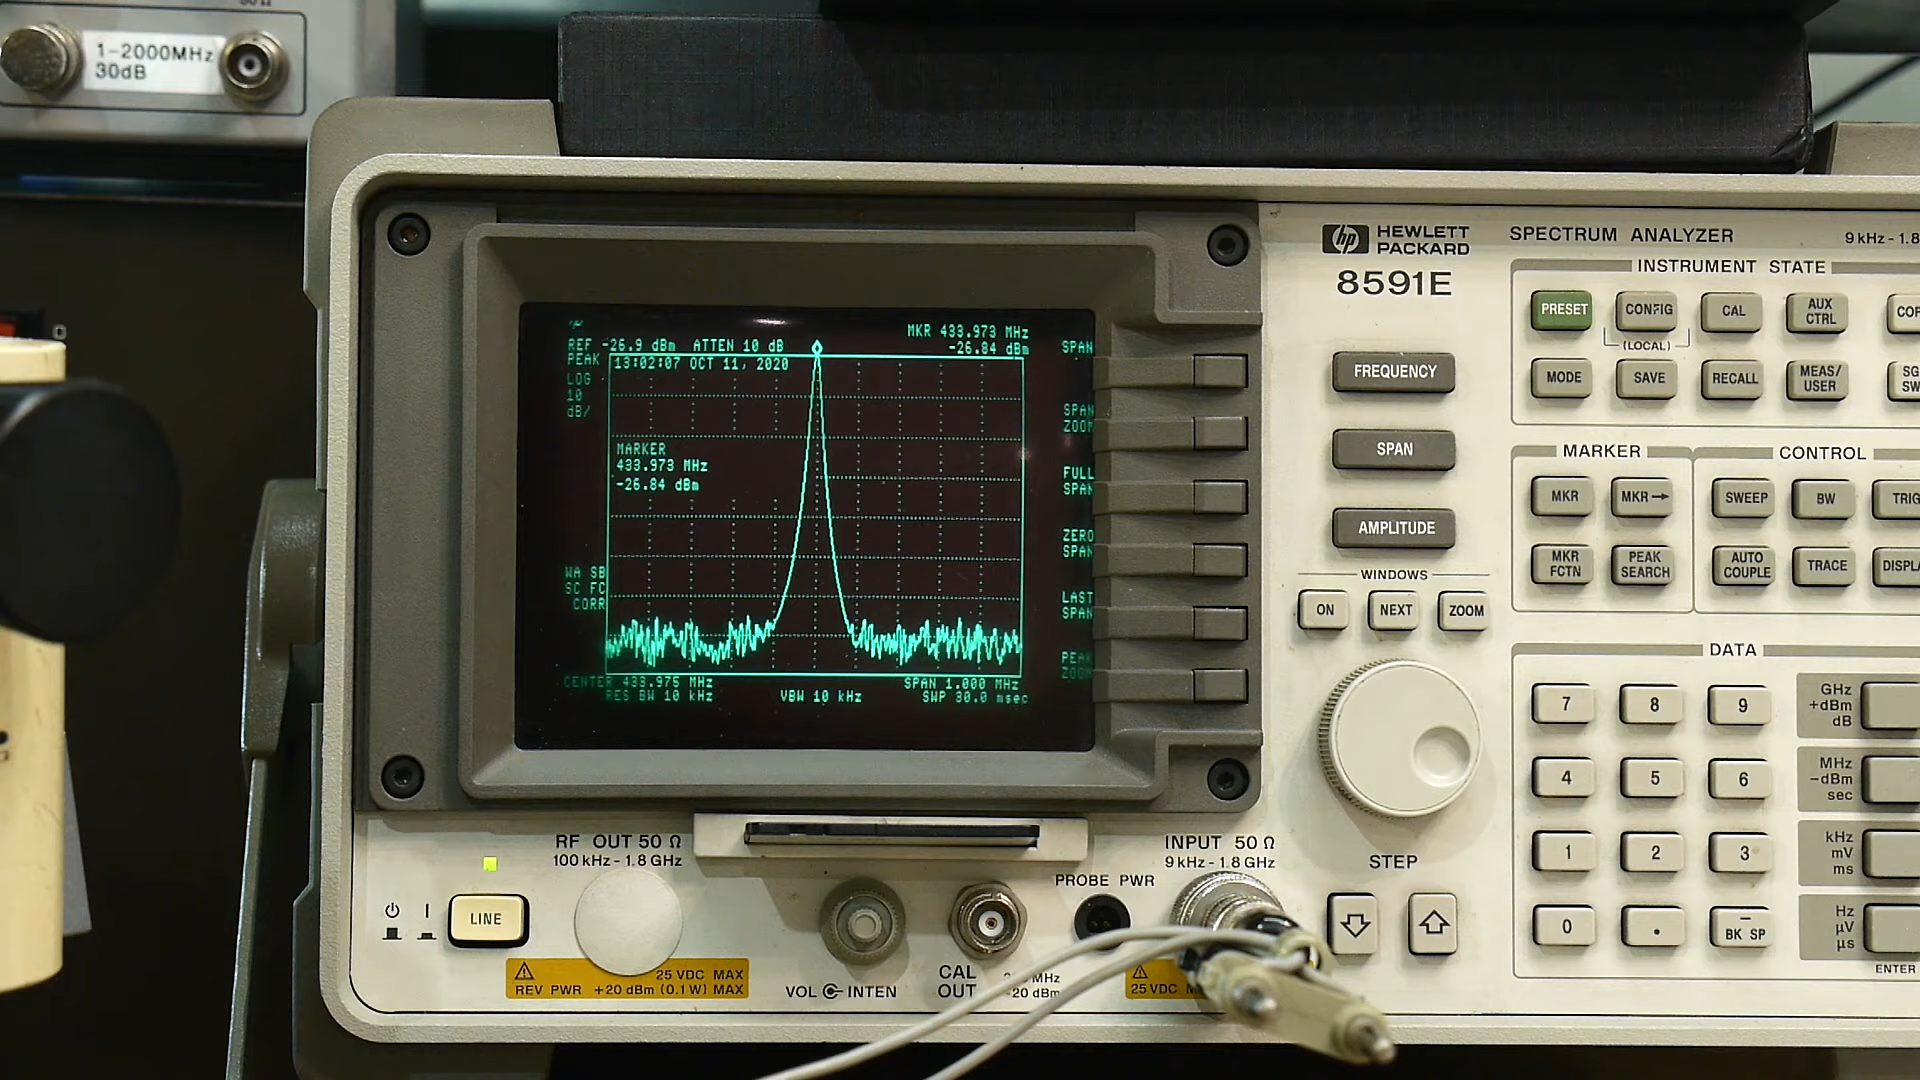 1-2000MHz
30dB
hp HEWLETT
PACKARD
8591E
SPECTRUM ANALYZER
9 kHz - 1.8
INSTRUMENT STATE
PRESET
CONFIG
CAL
AUX
CTRL
(LOCAL)
MODE
SAVE
RECALL
MEAS/
USER
FREQUENCY
SPAN
AMPLITUDE
MARKER
CONTROL
MKR
MKR→
SWEEP
BW
TRIG
MKR
FCTN
PEAK
SEARCH
AUTO
COUPLE
TRACE
WINDOWS
ON
NEXT
ZOOM
DATA
7
8
9
GHz
+dBm
dB
4
5
6
MHz
-dBm
sec
1
2
3
kHz
mV
ms
0
.
-
BK SP
Hz
µV
µs
ENTER
STEP
MKR 433.973 MHz
REF -26.9 dBm ATTEN 10 dB
-26.84 dBm
PEAK
LOG
10
dB/
13:02:07 OCT 11, 2020
MARKER
433.973 MHz
-26.84 dBm
WA SB
SC FC
CORR
CENTER 433.975 MHz
SPAN 1.000 MHz
RES BW 10 kHz
VBW 10 kHz
SWP 30.0 msec
SPAN
SPAN
ZOOM
FULL
SPAN
ZERO
SPAN
LAST
SPAN
PEAK
ZOOM
RF OUT 50 Ω
100 kHz - 1.8 GHz
INPUT 50 Ω
9 kHz - 1.8 GHz
PROBE PWR
LINE
25 VDC MAX
REV PWR +20 dBm (0.1 W) MAX
VOL
INTEN
CAL
OUT
MHz
-20 dBm
25 VDC